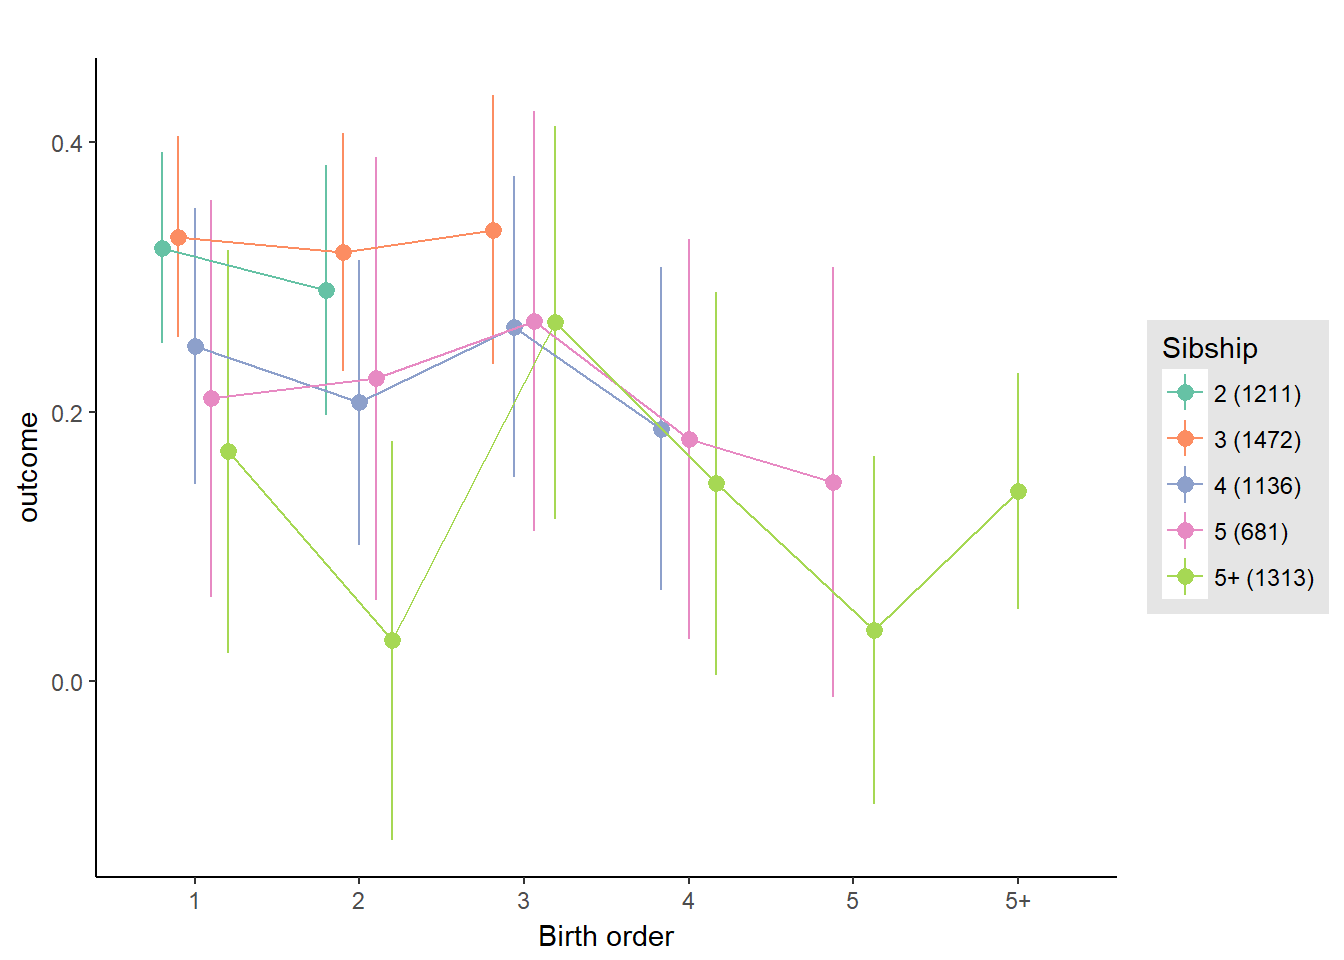 0.4
0.2
0.0
outcome
1 2 3 4 5 5+
Birth order
Sibship
2 (1211)
3 (1472)
4 (1136)
5 (681)
5+ (1313)